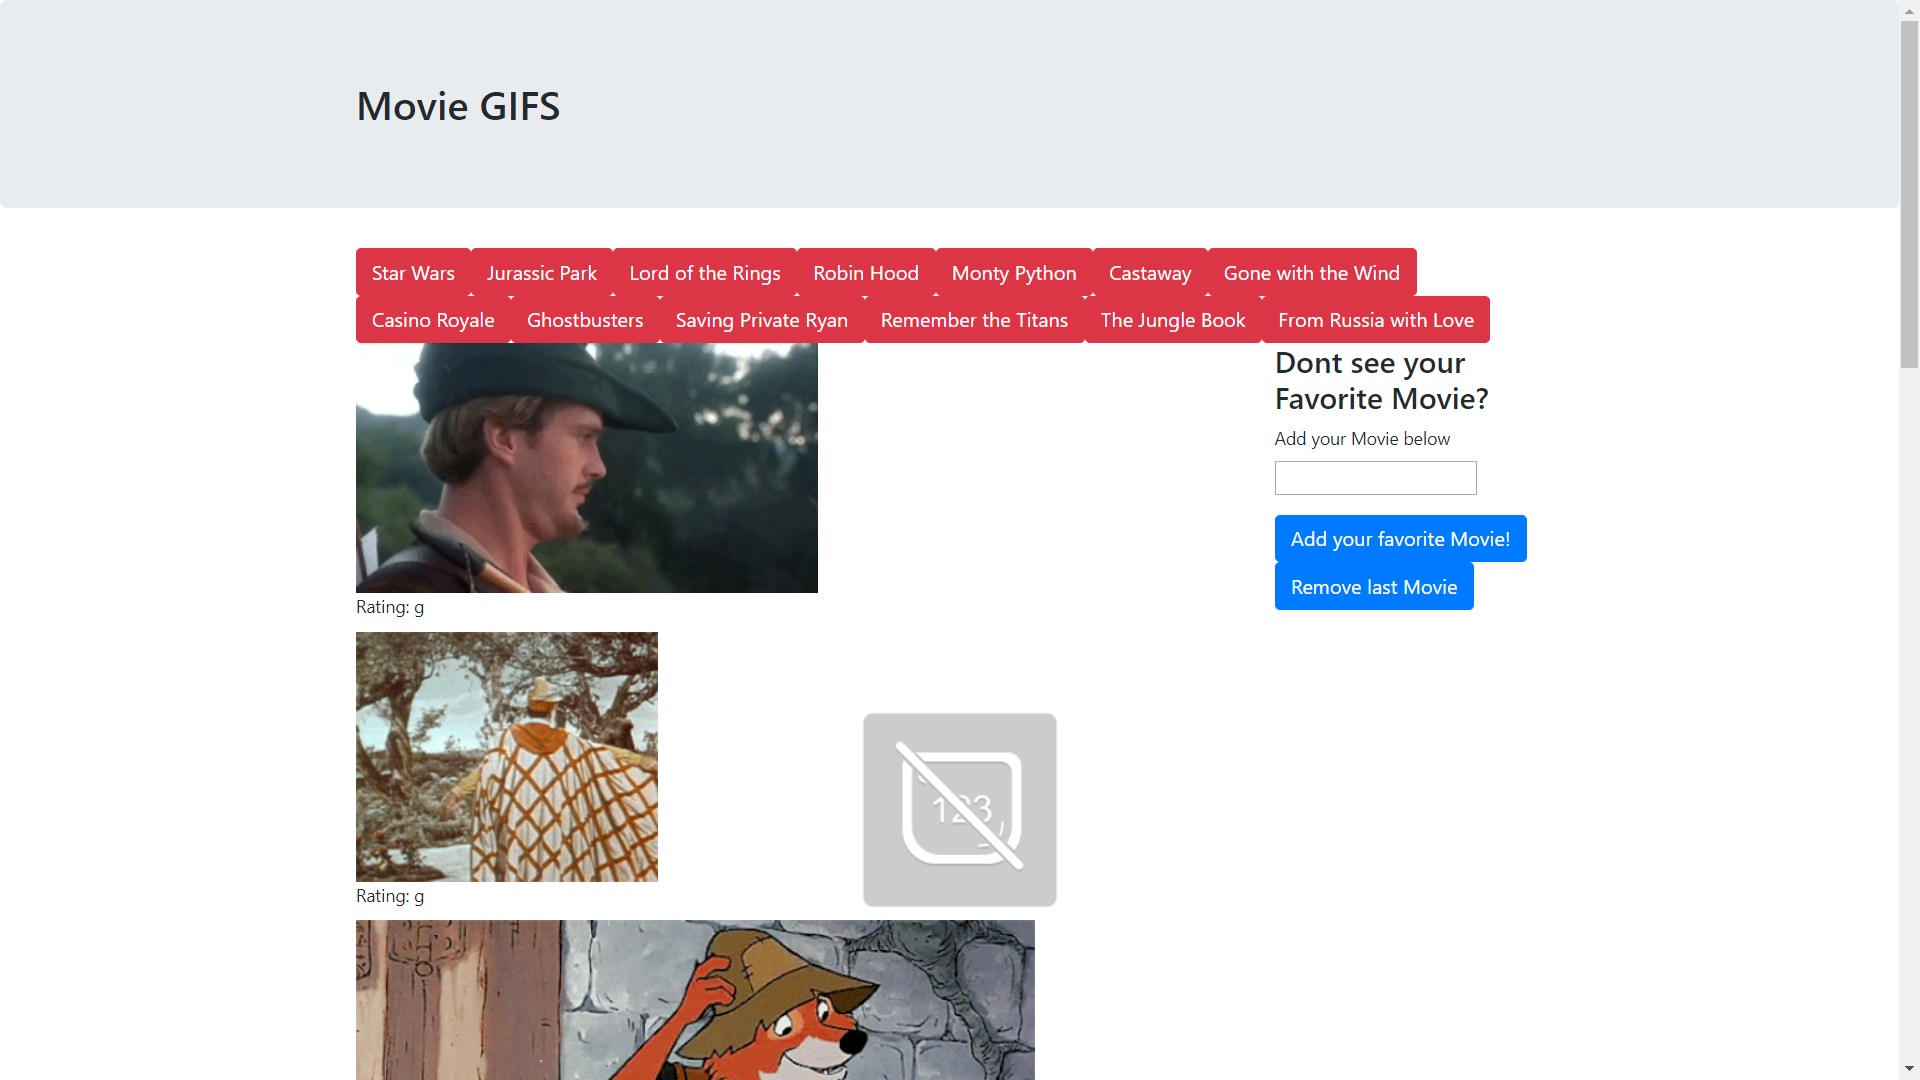 Movie GIFS
Star Wars Jurassic Park Lord of the Rings Robin Hood Monty Python Castaway Gone with the Wind
Casino Royale Ghostbusters Saving Private Ryan Remember the Titans The Jungle Book From Russia with Love
Dont see your
Favorite Movie?
Add your Movie below
Add your favorite Movie!
Remove last Movie
Rating: g
123
Rating: g